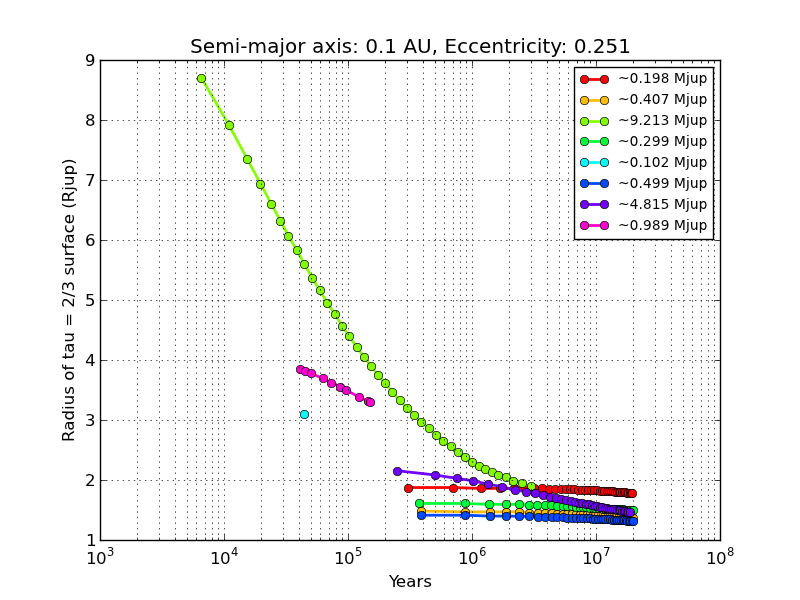 Semi-major axis: 0.1 AU, Eccentricity: 0.251
Radius of tau = 2/3 surface (Rjup)
9
8
7
6
5
4
3
2
1
~0.198 Mjup
~0.407 Mjup
~9.213 Mjup
~0.299 Mjup
~0.102 Mjup
~0.499 Mjup
~4.815 Mjup
~0.989 Mjup
10³ 10⁴ 10⁵ 10⁶ 10⁷ 10⁸
Years